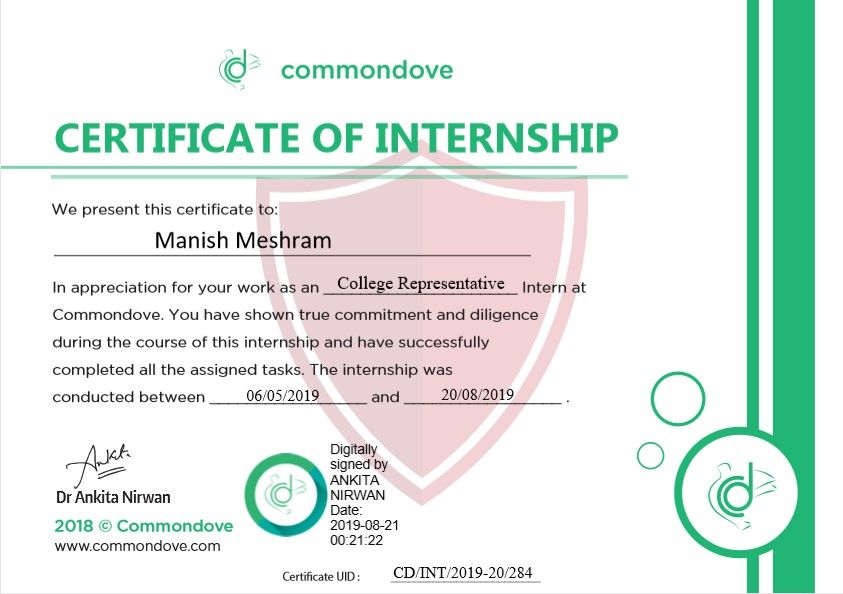 commondove
CERTIFICATE OF INTERNSHIP
We present this certificate to:
Manish Meshram
In appreciation for your work as an College Representative Intern at
Commondove. You have shown true commitment and diligence
during the course of this internship and have successfully
completed all the assigned tasks. The internship was
conducted between 06/05/2019 and 20/08/2019 .
Ankita
Dr Ankita Nirwan
2018 © Commondove
www.commondove.com
Digitally
signed by
ANKITA
NIRWAN
Date:
2019-08-21
00:21:22
Certificate UID : CD/INT/2019-20/284